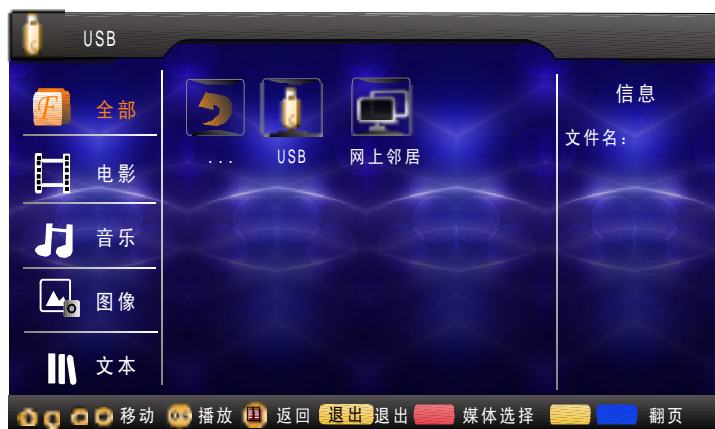 USB
全部
电影
音乐
图像
文本
...
USB
网上邻居
信息
文件名:
移动 播放 返回 退出 退出 媒体选择 翻页